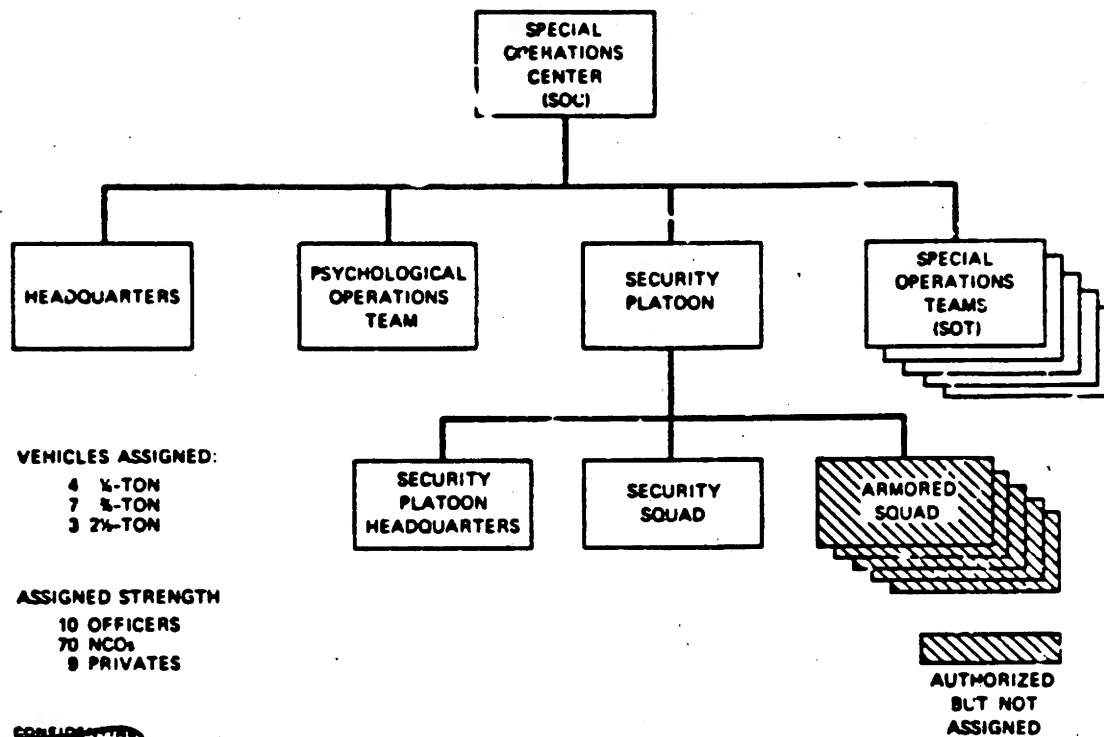 SPECIAL
OPERATIONS
CENTER
(SOC)
HEADQUARTERS
PSYCHOLOGICAL
OPERATIONS
TEAM
SECURITY
PLATOON
SPECIAL
OPERATIONS
TEAMS
(SOT)
SECURITY
PLATOON
HEADQUARTERS
SECURITY
SQUAD
ARMORED
SQUAD
VEHICLES ASSIGNED:
4 ¼-TON
7 ¾-TON
3 2½-TON
ASSIGNED STRENGTH
10 OFFICERS
70 NCOs
9 PRIVATES
AUTHORIZED
BUT NOT
ASSIGNED